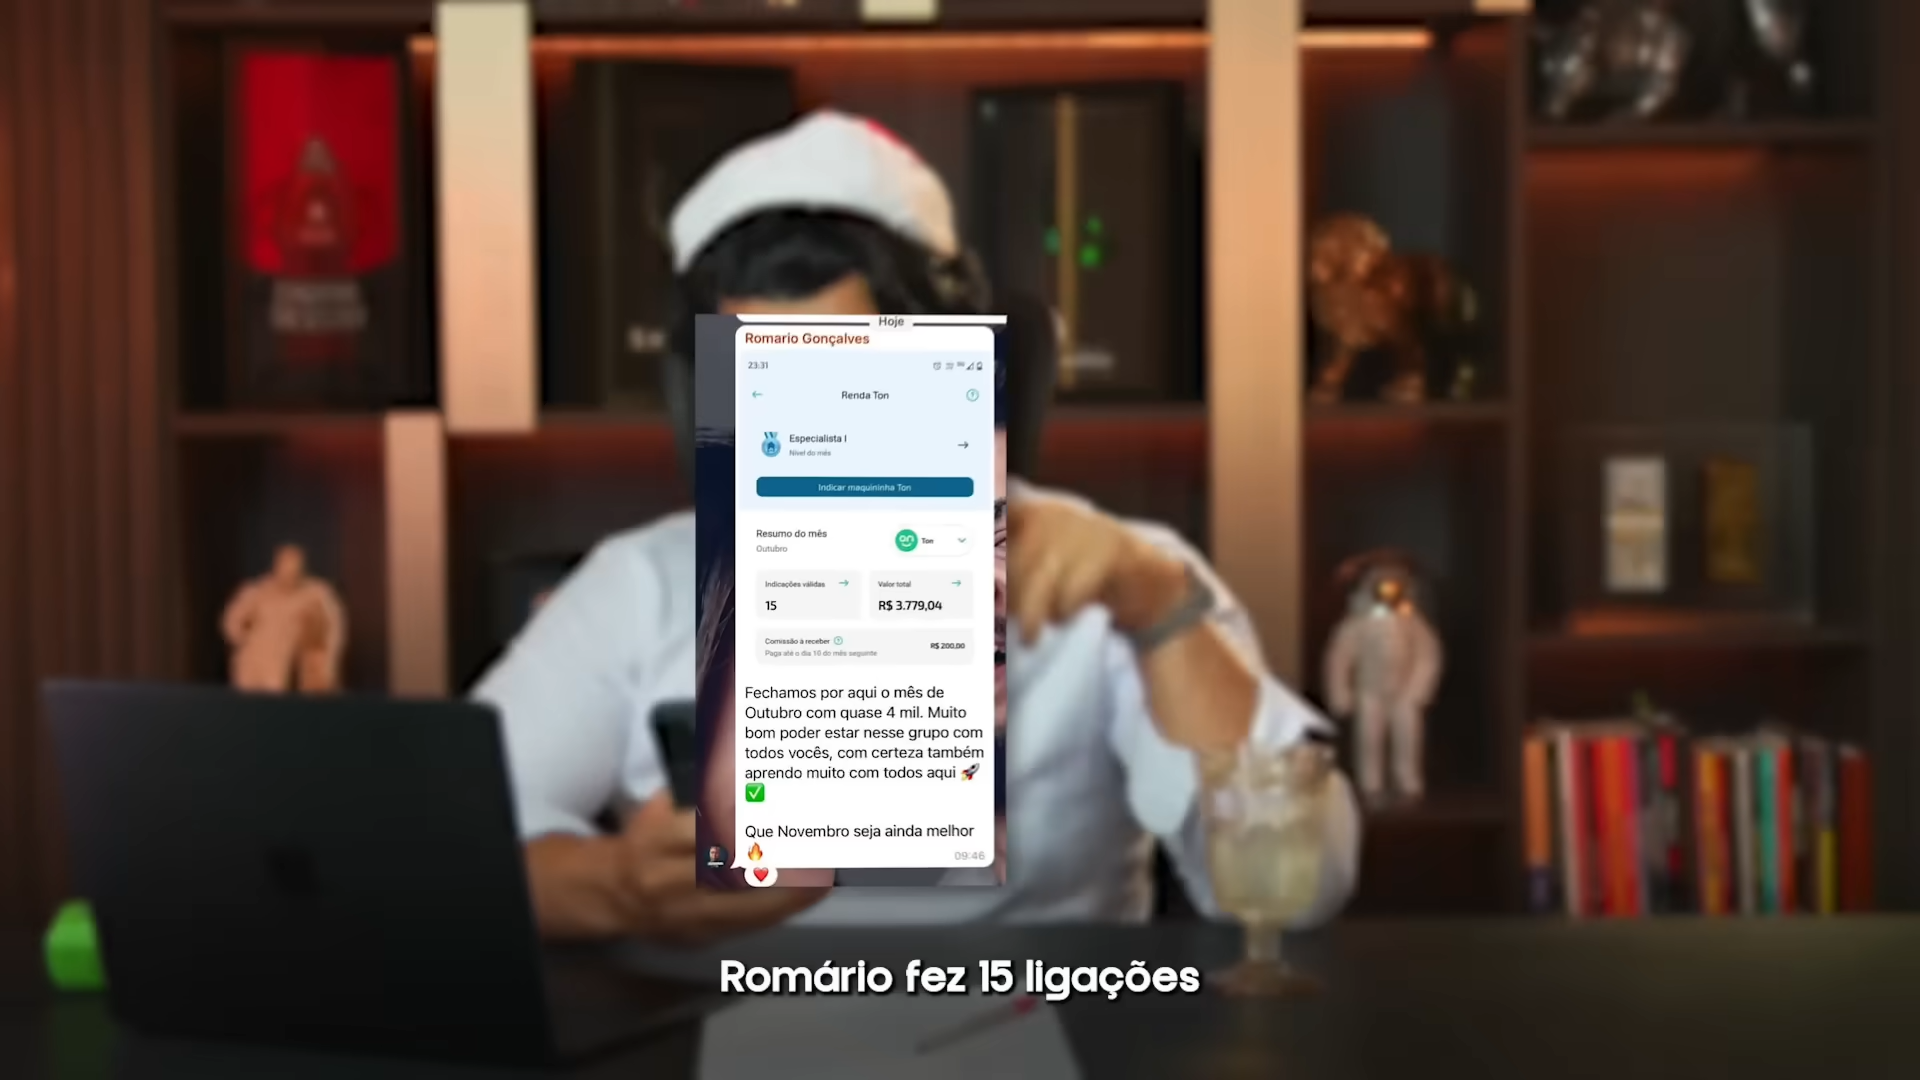 Hoje
Romario Gonçalves
23:31
Renda Ton
Especialista I
Nível do mês
Indicar maquininha Ton
Resumo do mês
Outubro
Ton
Indicações válidas
15
Valor total
R$ 3.779,04
Comissão à receber
Paga até o dia 10 do mês seguinte
R$ 200,00
Fechamos por aqui o mês de
Outubro com quase 4 mil. Muito
bom poder estar nesse grupo com
todos vocês, com certeza também
aprendo muito com todos aqui 🚀
✅
Que Novembro seja ainda melhor
🔥
09:46
Romário fez 15 ligações